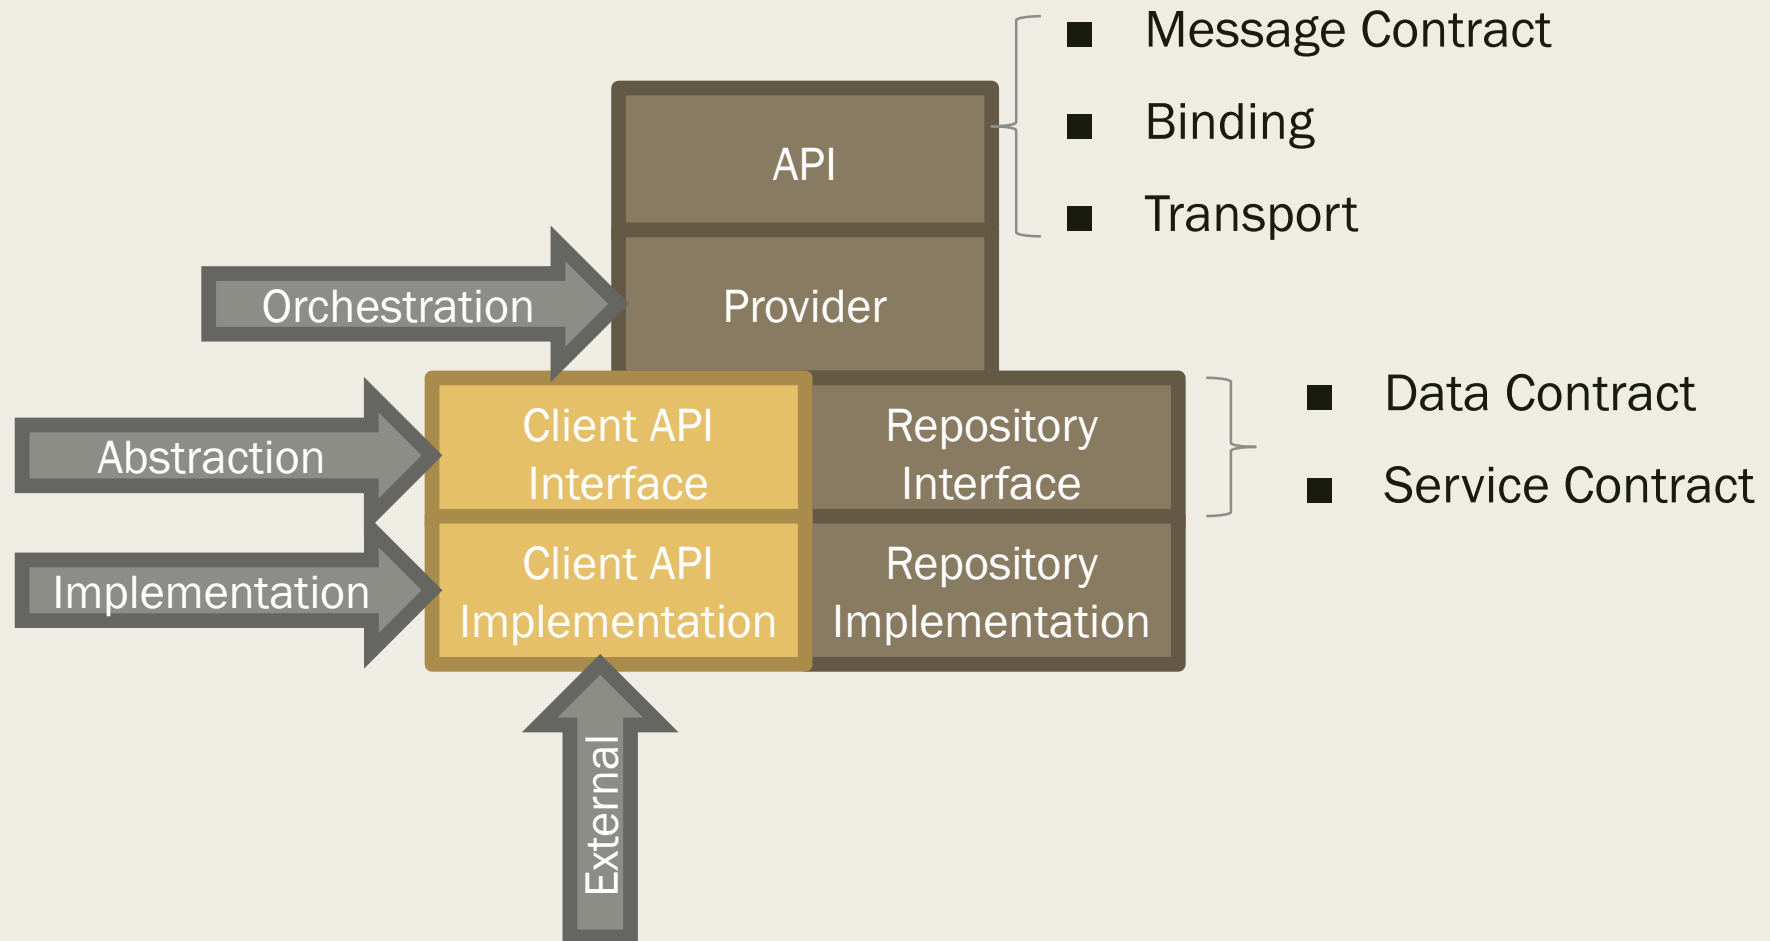 Message Contract
Binding
Transport
API
Orchestration
Provider
Abstraction
Client API
Interface
Repository
Interface
Data Contract
Service Contract
Implementation
Client API
Implementation
Repository
Implementation
External